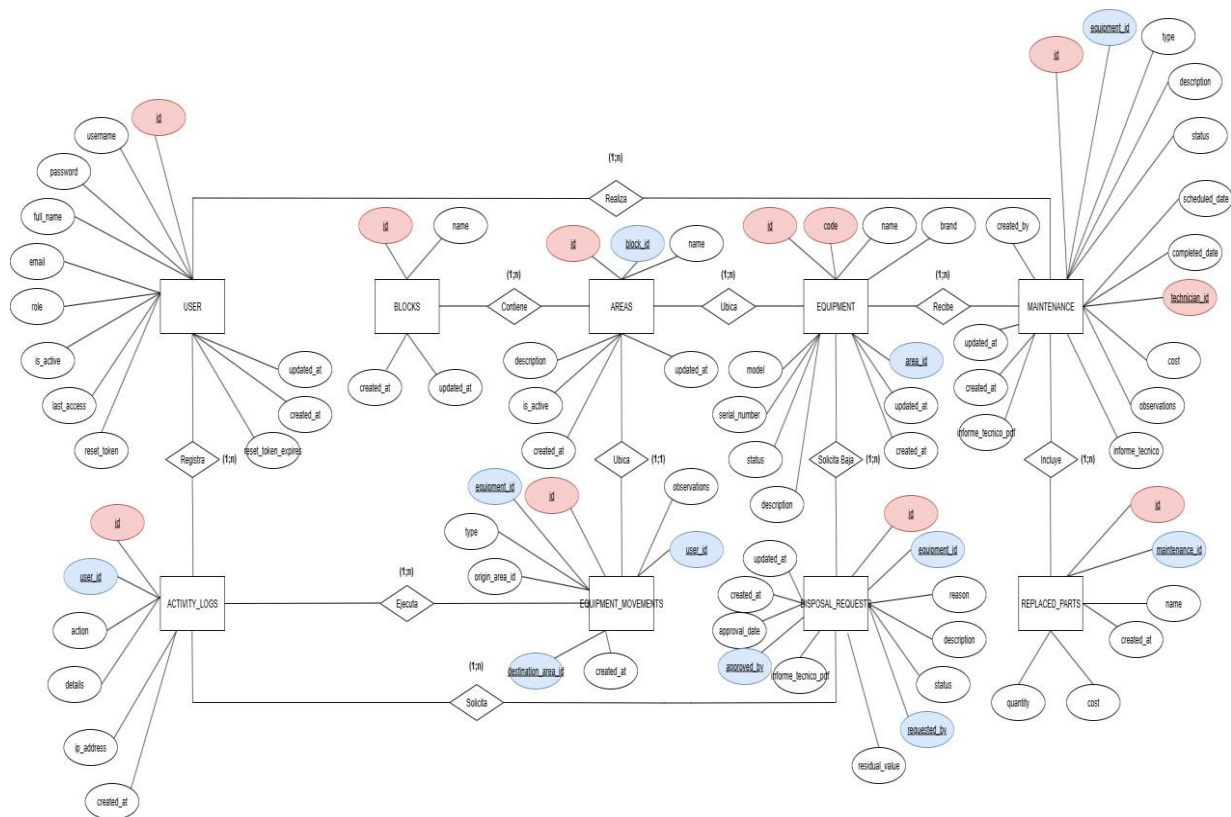 equipment_id
type
id
description
username
id
status
password
(1;n)
Realiza
scheduled_date
full_name
id
name
id
block_id
name
id
code
name
brand
created_by
completed_date
email
(1;n)
(1;n)
(1;n)
technician_id
role
USER
BLOCKS
Contiene
AREAS
Ubica
EQUIPMENT
Recibe
MAINTENANCE
is_active
updated_at
created_at
updated_at
description
updated_at
model
area_id
updated_at
cost
last_access
created_at
is_active
serial_number
updated_at
created_at
observations
reset_token
reset_token_expires
created_at
status
created_at
informe_tecnico_pdf
informe_tecnico
Registra
(1;n)
Ubica
(1;1)
Solicita Baja
(1;n)
Incluye
(1;n)
description
equipment_id
id
observations
id
id
id
type
user_id
updated_at
equipment_id
maintenance_id
user_id
origin_area_id
created_at
reason
name
ACTIVITY_LOGS
(1;n)
Ejecuta
EQUIPMENT_MOVEMENTS
DISPOSAL_REQUESTS
REPLACED_PARTS
action
approval_date
description
created_at
details
destination_area_id
created_at
approved_by
informe_tecnico_pdf
status
(1;n)
Solicita
quantity
cost
requested_by
ip_address
residual_value
created_at